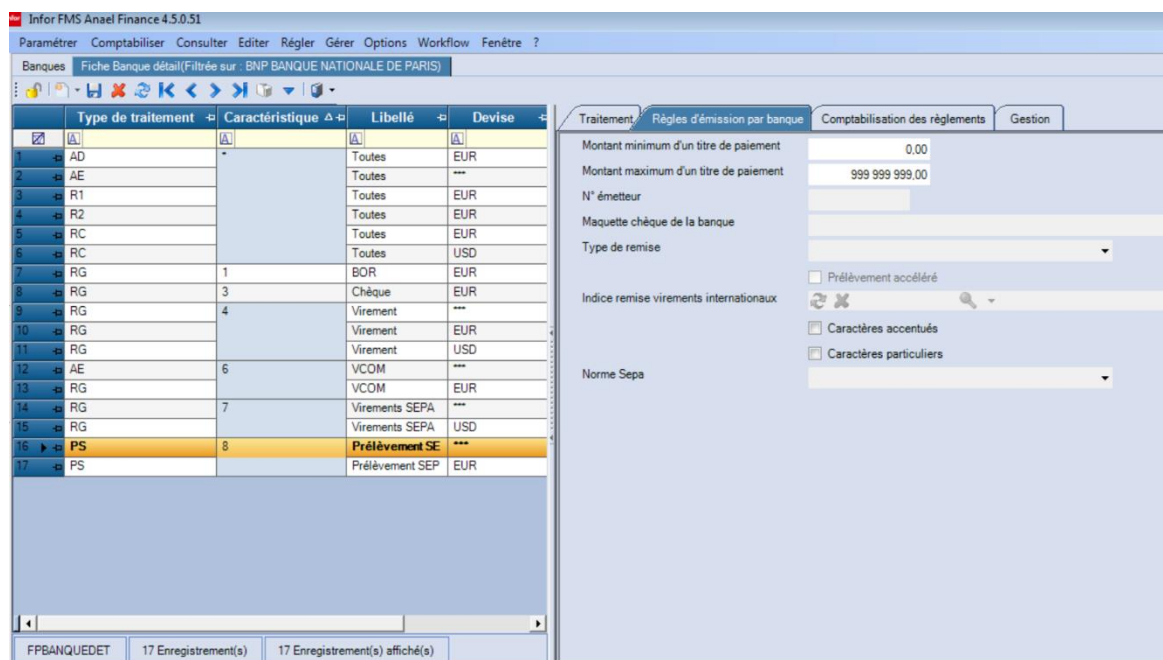 infor Infor FMS Anael Finance 4.5.0.51
Paramétrer Comptabiliser Consulter Editer Régler Gérer Options Workflow Fenêtre ?
Banques Fiche Banque détail(Filtrée sur : BNP BANQUE NATIONALE DE PARIS)
Type de traitement Caractéristique Libellé Devise
A A A A
1 AD * Toutes EUR
2 AE Toutes ***
3 R1 Toutes EUR
4 R2 Toutes EUR
5 RC Toutes EUR
6 RC Toutes USD
7 RG 1 BOR EUR
8 RG 3 Chèque EUR
9 RG 4 Virement ***
10 RG Virement EUR
11 RG Virement USD
12 AE 6 VCOM ***
13 RG VCOM EUR
14 RG 7 Virements SEPA ***
15 RG Virements SEPA USD
16 PS 8 Prélèvement SE ***
17 PS Prélèvement SEP EUR
FPBANQUEDET 17 Enregistrement(s) 17 Enregistrement(s) affiché(s)
Traitement Règles d'émission par banque Comptabilisation des règlements Gestion
Montant minimum d'un titre de paiement 0,00
Montant maximum d'un titre de paiement 999 999 999,00
N° émetteur
Maquette chèque de la banque
Type de remise
Prélèvement accéléré
Indice remise virements internationaux
Caractères accentués
Caractères particuliers
Norme Sepa